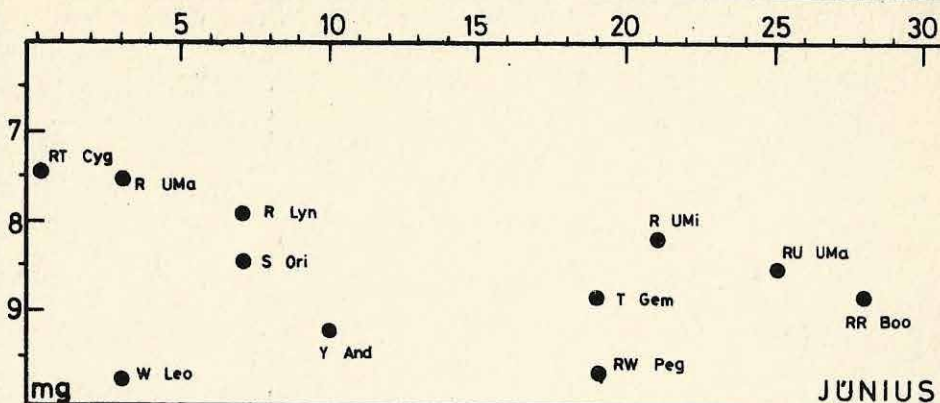 5 10 15 20 25 30
7
RT Cyg
R UMa
R Lyn
8
R UMi
S Ori
RU UMa
T Gem
9
RR Boo
Y And
RW Peg
W Leo
mg
JÚNIUS